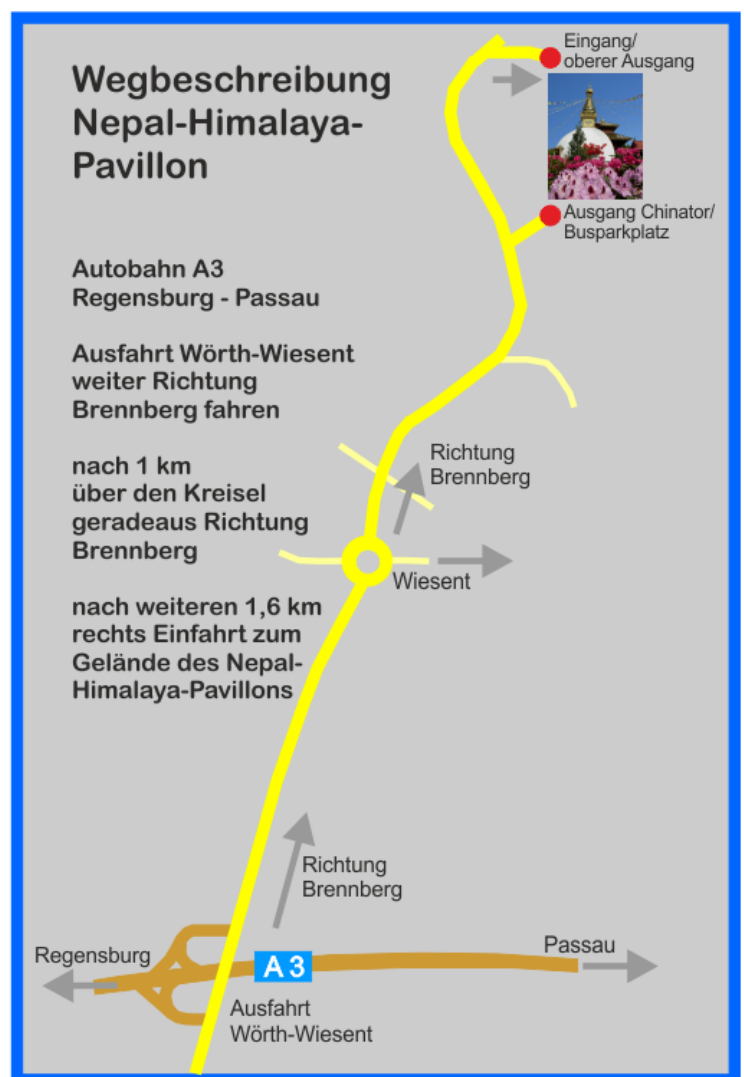 Wegbeschreibung
Nepal-Himalaya-
Pavillon
Autobahn A3
Regensburg - Passau
Ausfahrt Wörth-Wiesent
weiter Richtung
Brennberg fahren
nach 1 km
über den Kreisel
geradeaus Richtung
Brennberg
nach weiteren 1,6 km
rechts Einfahrt zum
Gelände des Nepal-
Himalaya-Pavillons
Eingang/
oberer Ausgang
Ausgang Chinator/
Busparkplatz
Richtung
Brennberg
Wiesent
Richtung
Brennberg
Regensburg
A 3
Passau
Ausfahrt
Wörth-Wiesent